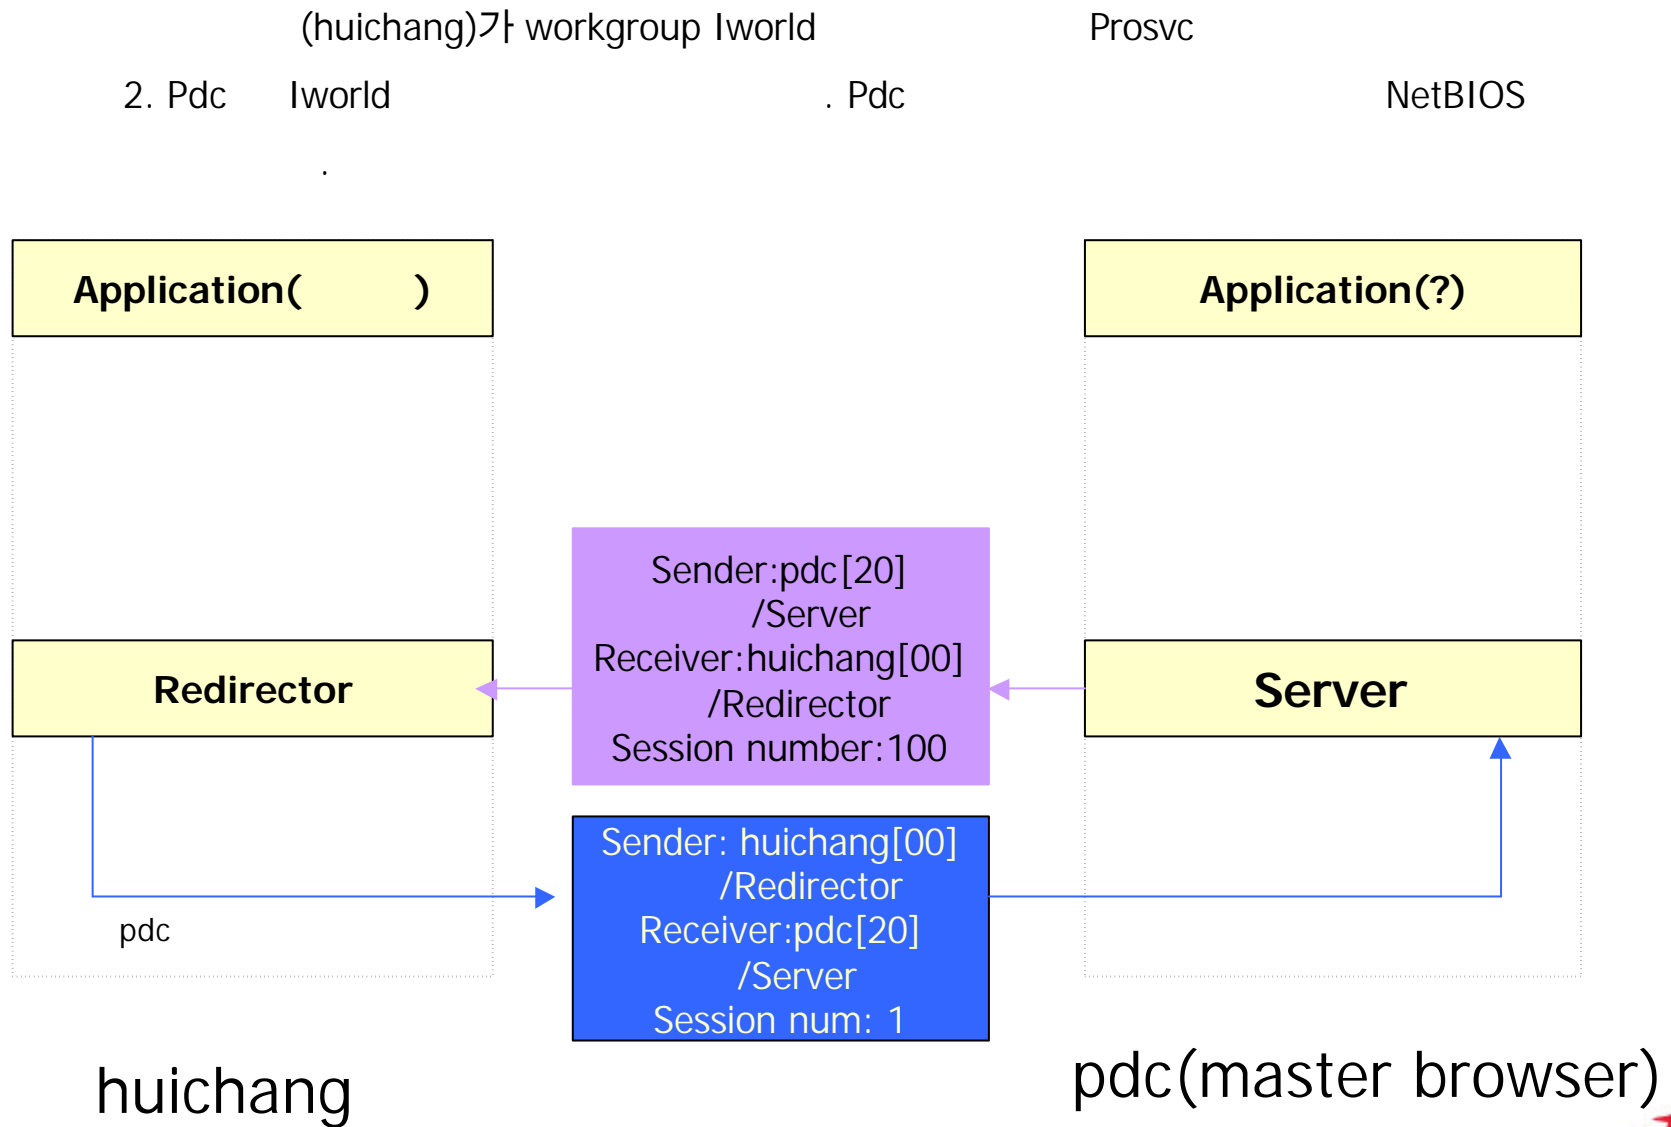 (huichang)가 workgroup Iworld Prosvc
2. Pdc Iworld . Pdc NetBIOS
.
Application( )
Application(?)
Sender:pdc[20]
/Server
Receiver:huichang[00]
/Redirector
Session number:100
Redirector
Server
Sender: huichang[00]
/Redirector
Receiver:pdc[20]
/Server
Session num: 1
pdc
huichang
pdc(master browser)